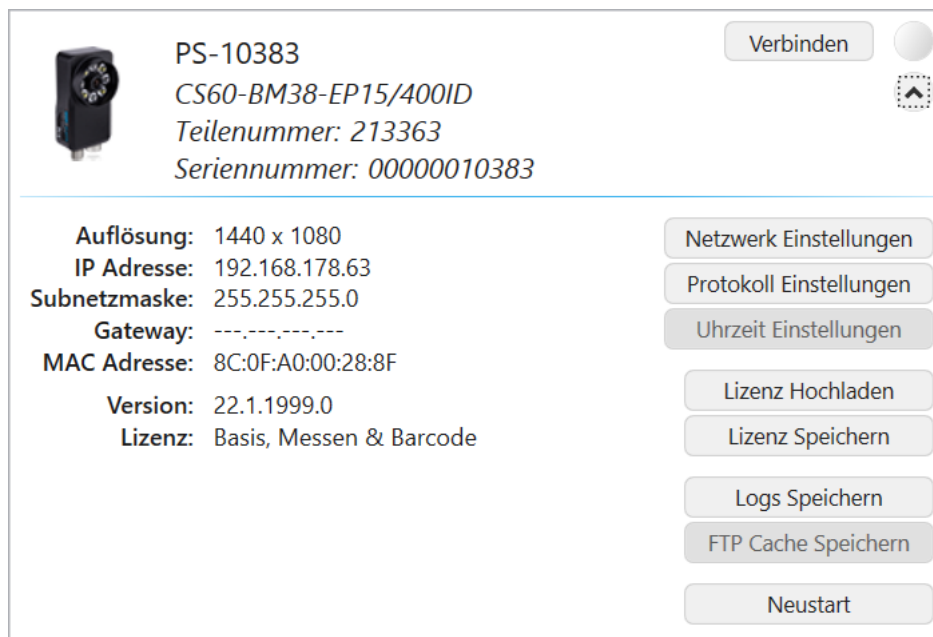 PS-10383
Verbinden
CS60-BM38-EP15/400ID
Teilenummer: 213363
Seriennummer: 00000010383
Auflösung: 1440 x 1080
IP Adresse: 192.168.178.63
Subnetzmaske: 255.255.255.0
Gateway: ---.---.---.---
MAC Adresse: 8C:0F:A0:00:28:8F
Version: 22.1.1999.0
Lizenz: Basis, Messen & Barcode
Netzwerk Einstellungen
Protokoll Einstellungen
Uhrzeit Einstellungen
Lizenz Hochladen
Lizenz Speichern
Logs Speichern
FTP Cache Speichern
Neustart